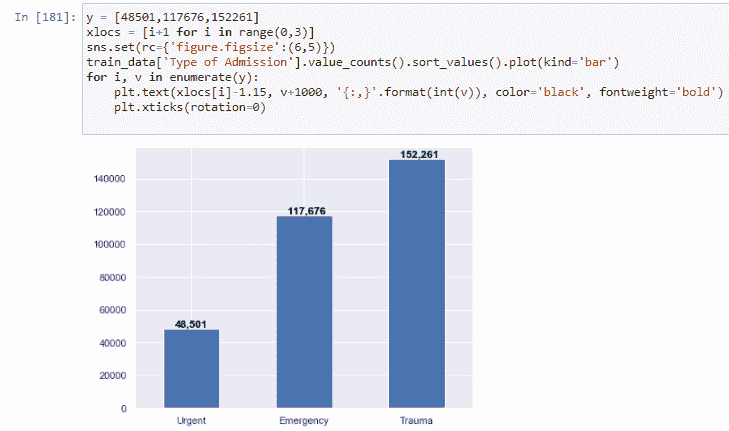 In [181]: y = [48501,117676,152261]
xlocs = [i+1 for i in range(0,3)]
sns.set(rc={'figure.figsize':(6,5)})
train_data['Type of Admission'].value_counts().sort_values().plot(kind='bar')
for i, v in enumerate(y):
    plt.text(xlocs[i]-1.15, v+1000, '{:,}'.format(int(v)), color='black', fontweight='bold')
    plt.xticks(rotation=0)
152,261
140000
120000
117,676
100000
80000
60000
48,501
40000
20000
0
Urgent Emergency Trauma